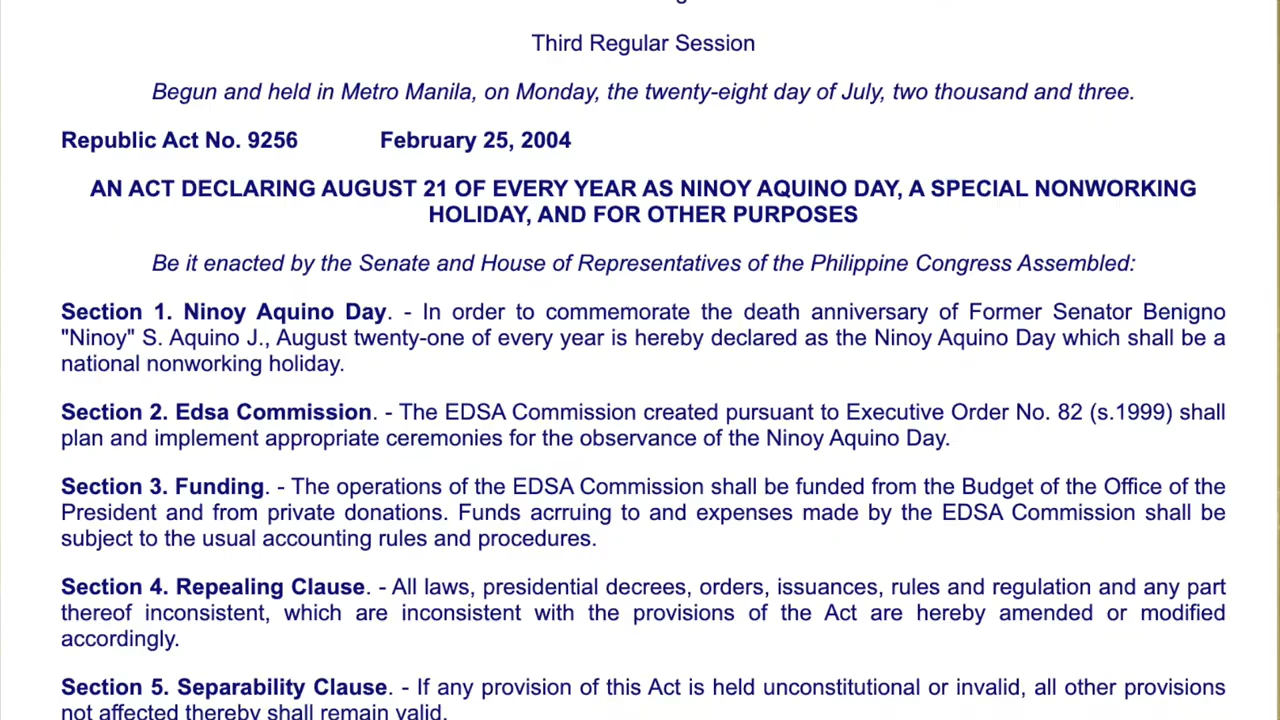 Third Regular Session
Begun and held in Metro Manila, on Monday, the twenty-eight day of July, two thousand and three.
Republic Act No. 9256 February 25, 2004
AN ACT DECLARING AUGUST 21 OF EVERY YEAR AS NINOY AQUINO DAY, A SPECIAL NONWORKING
HOLIDAY, AND FOR OTHER PURPOSES
Be it enacted by the Senate and House of Representatives of the Philippine Congress Assembled:
Section 1. Ninoy Aquino Day. - In order to commemorate the death anniversary of Former Senator Benigno
"Ninoy" S. Aquino J., August twenty-one of every year is hereby declared as the Ninoy Aquino Day which shall be a
national nonworking holiday.
Section 2. Edsa Commission. - The EDSA Commission created pursuant to Executive Order No. 82 (s.1999) shall
plan and implement appropriate ceremonies for the observance of the Ninoy Aquino Day.
Section 3. Funding. - The operations of the EDSA Commission shall be funded from the Budget of the Office of the
President and from private donations. Funds acrruing to and expenses made by the EDSA Commission shall be
subject to the usual accounting rules and procedures.
Section 4. Repealing Clause. - All laws, presidential decrees, orders, issuances, rules and regulation and any part
thereof inconsistent, which are inconsistent with the provisions of the Act are hereby amended or modified
accordingly.
Section 5. Separability Clause. - If any provision of this Act is held unconstitutional or invalid, all other provisions
not affected thereby shall remain valid.